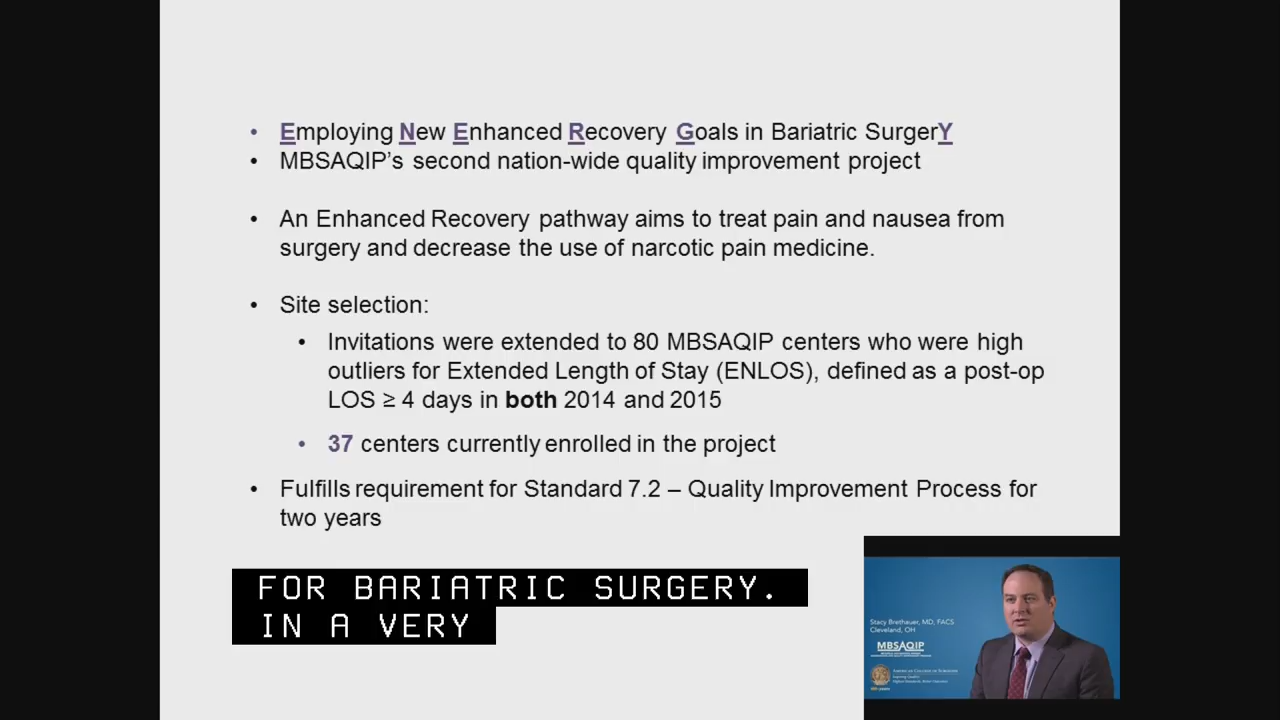 • Employing New Enhanced Recovery Goals in Bariatric SurgerY
• MBSAQIP's second nation-wide quality improvement project
• An Enhanced Recovery pathway aims to treat pain and nausea from
surgery and decrease the use of narcotic pain medicine.
• Site selection:
• Invitations were extended to 80 MBSAQIP centers who were high
outliers for Extended Length of Stay (ENLOS), defined as a post-op
LOS ≥ 4 days in both 2014 and 2015
• 37 centers currently enrolled in the project
• Fulfills requirement for Standard 7.2 – Quality Improvement Process for
two years
FOR BARIATRIC SURGERY.
IN A VERY
Stacy Brethauer, MD, FACS
Cleveland, OH
MBSAQIP
American College of Surgeons